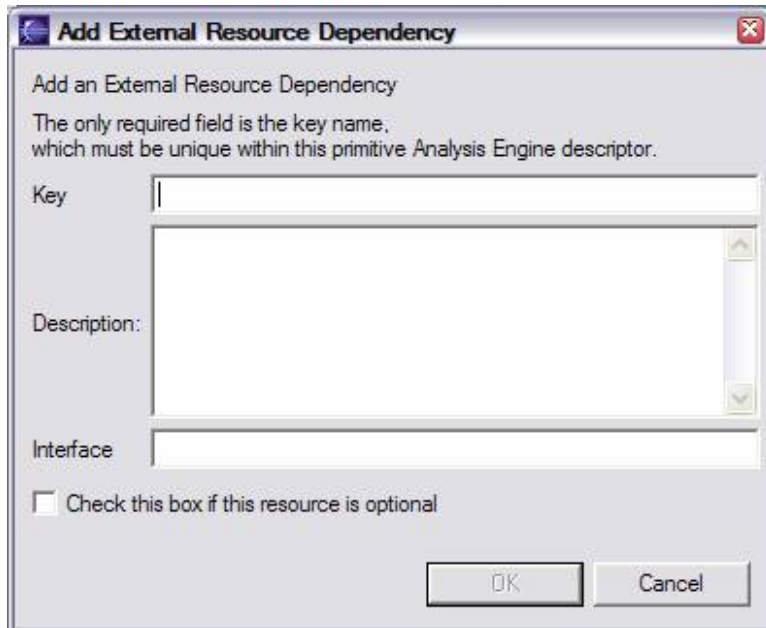 Add External Resource Dependency
Add an External Resource Dependency
The only required field is the key name,
which must be unique within this primitive Analysis Engine descriptor.
Key
Description:
Interface
Check this box if this resource is optional
OK
Cancel